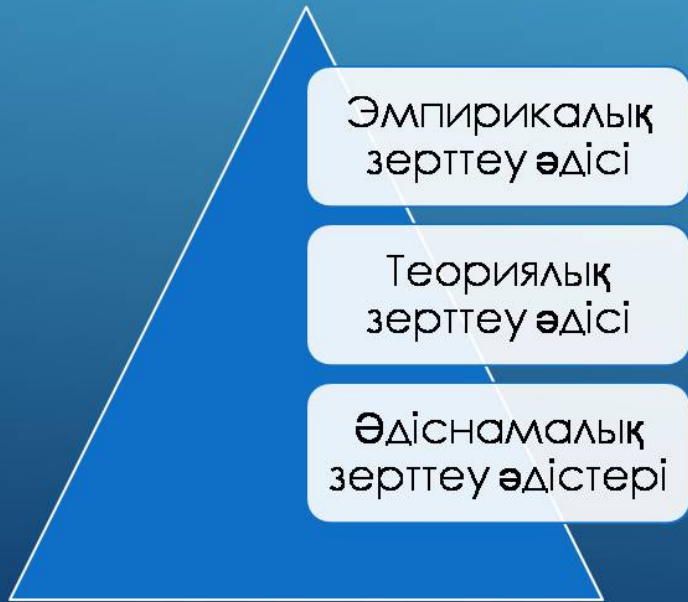 Эмпирикалық
зерттеу әдісі
Теориялық
зерттеу әдісі
Әдіснамалық
зерттеу әдістері